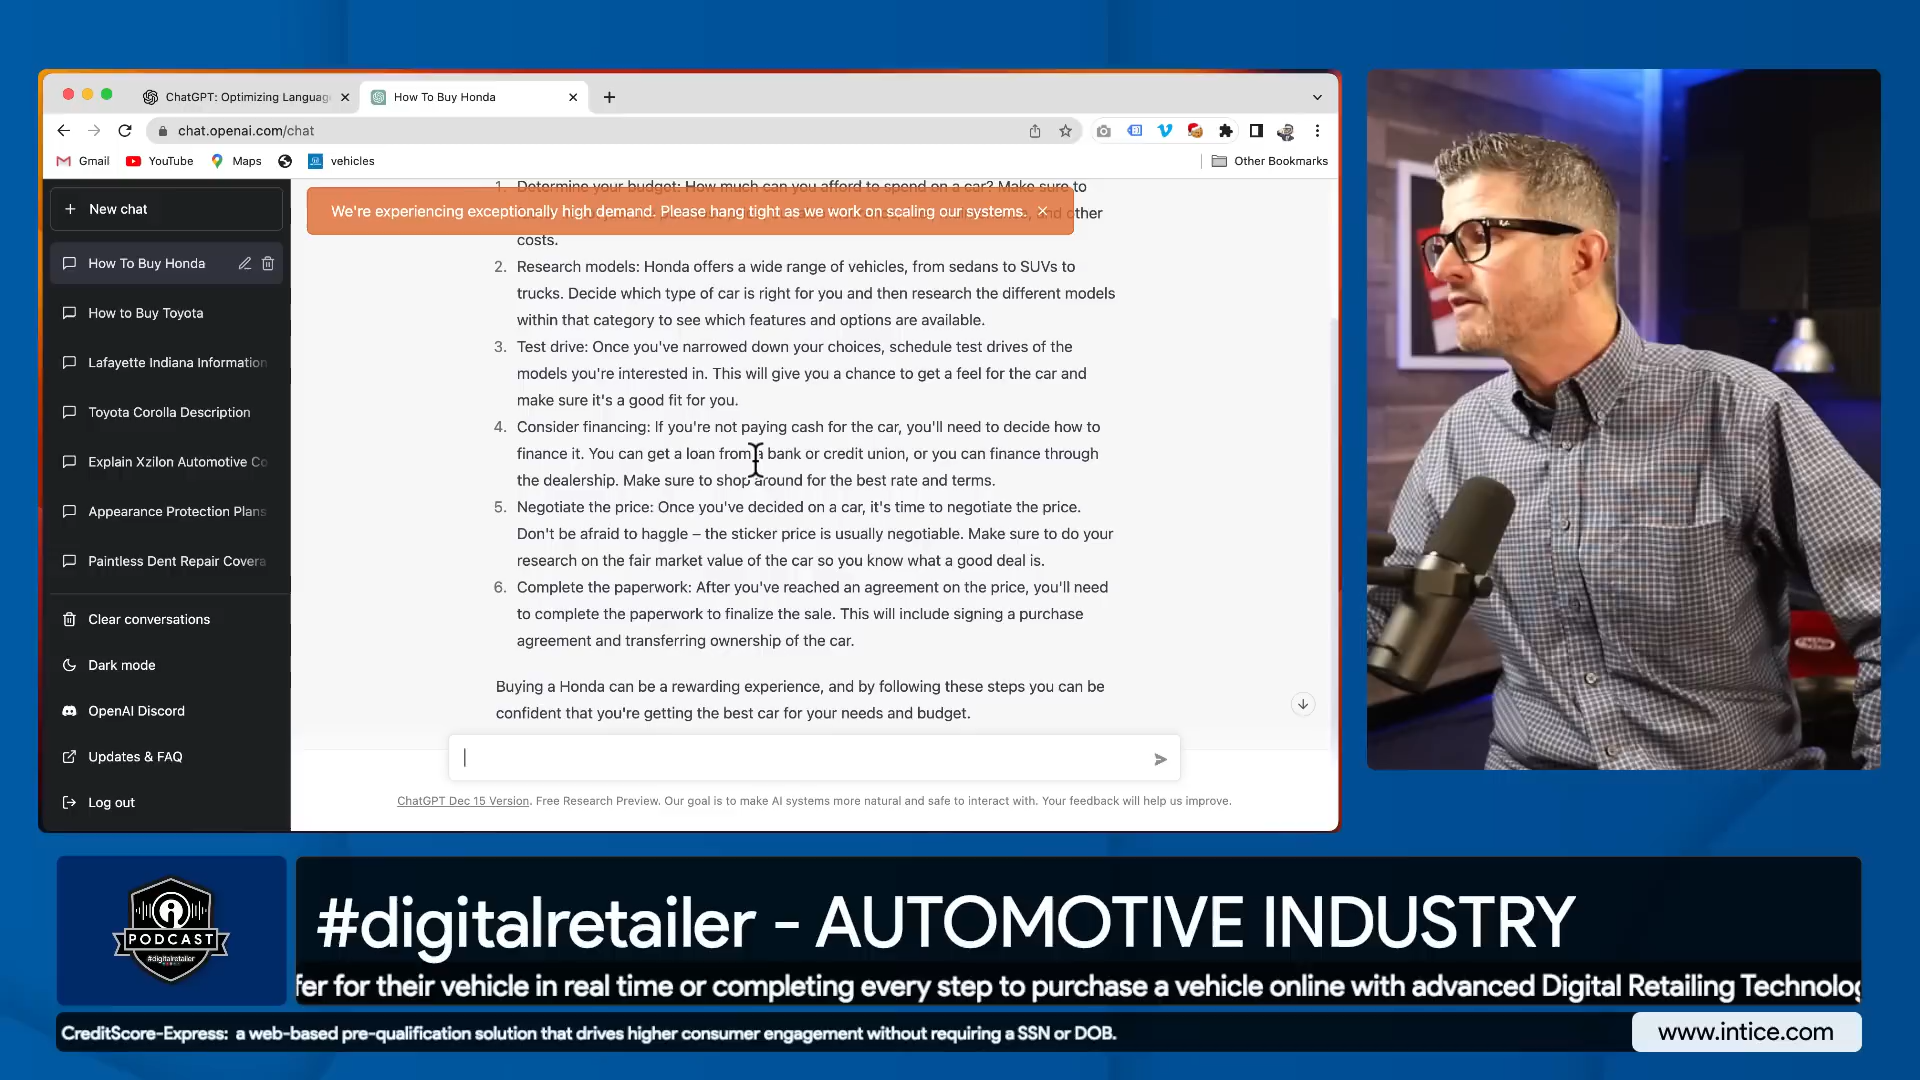 ChatGPT: Optimizing Languag
How To Buy Honda
chat.openai.com/chat
Gmail
YouTube
Maps
vehicles
Other Bookmarks
New chat
How To Buy Honda
How to Buy Toyota
Lafayette Indiana Information
Toyota Corolla Description
Explain Xzilon Automotive Co
Appearance Protection Plans
Paintless Dent Repair Covera
Clear conversations
Dark mode
OpenAI Discord
Updates & FAQ
Log out
1. Determine your budget: How much can you afford to spend on a car? Make sure to
We're experiencing exceptionally high demand. Please hang tight as we work on scaling our systems.
and other
costs.
2. Research models: Honda offers a wide range of vehicles, from sedans to SUVs to
trucks. Decide which type of car is right for you and then research the different models
within that category to see which features and options are available.
3. Test drive: Once you've narrowed down your choices, schedule test drives of the
models you're interested in. This will give you a chance to get a feel for the car and
make sure it's a good fit for you.
4. Consider financing: If you're not paying cash for the car, you'll need to decide how to
finance it. You can get a loan from a bank or credit union, or you can finance through
the dealership. Make sure to shop around for the best rate and terms.
5. Negotiate the price: Once you've decided on a car, it's time to negotiate the price.
Don't be afraid to haggle – the sticker price is usually negotiable. Make sure to do your
research on the fair market value of the car so you know what a good deal is.
6. Complete the paperwork: After you've reached an agreement on the price, you'll need
to complete the paperwork to finalize the sale. This will include signing a purchase
agreement and transferring ownership of the car.
Buying a Honda can be a rewarding experience, and by following these steps you can be
confident that you're getting the best car for your needs and budget.
ChatGPT Dec 15 Version. Free Research Preview. Our goal is to make AI systems more natural and safe to interact with. Your feedback will help us improve.
PODCAST
#digitalretailer
#digitalretailer - AUTOMOTIVE INDUSTRY
fer for their vehicle in real time or completing every step to purchase a vehicle online with advanced Digital Retailing Technolog
CreditScore-Express: a web-based pre-qualification solution that drives higher consumer engagement without requiring a SSN or DOB.
www.intice.com